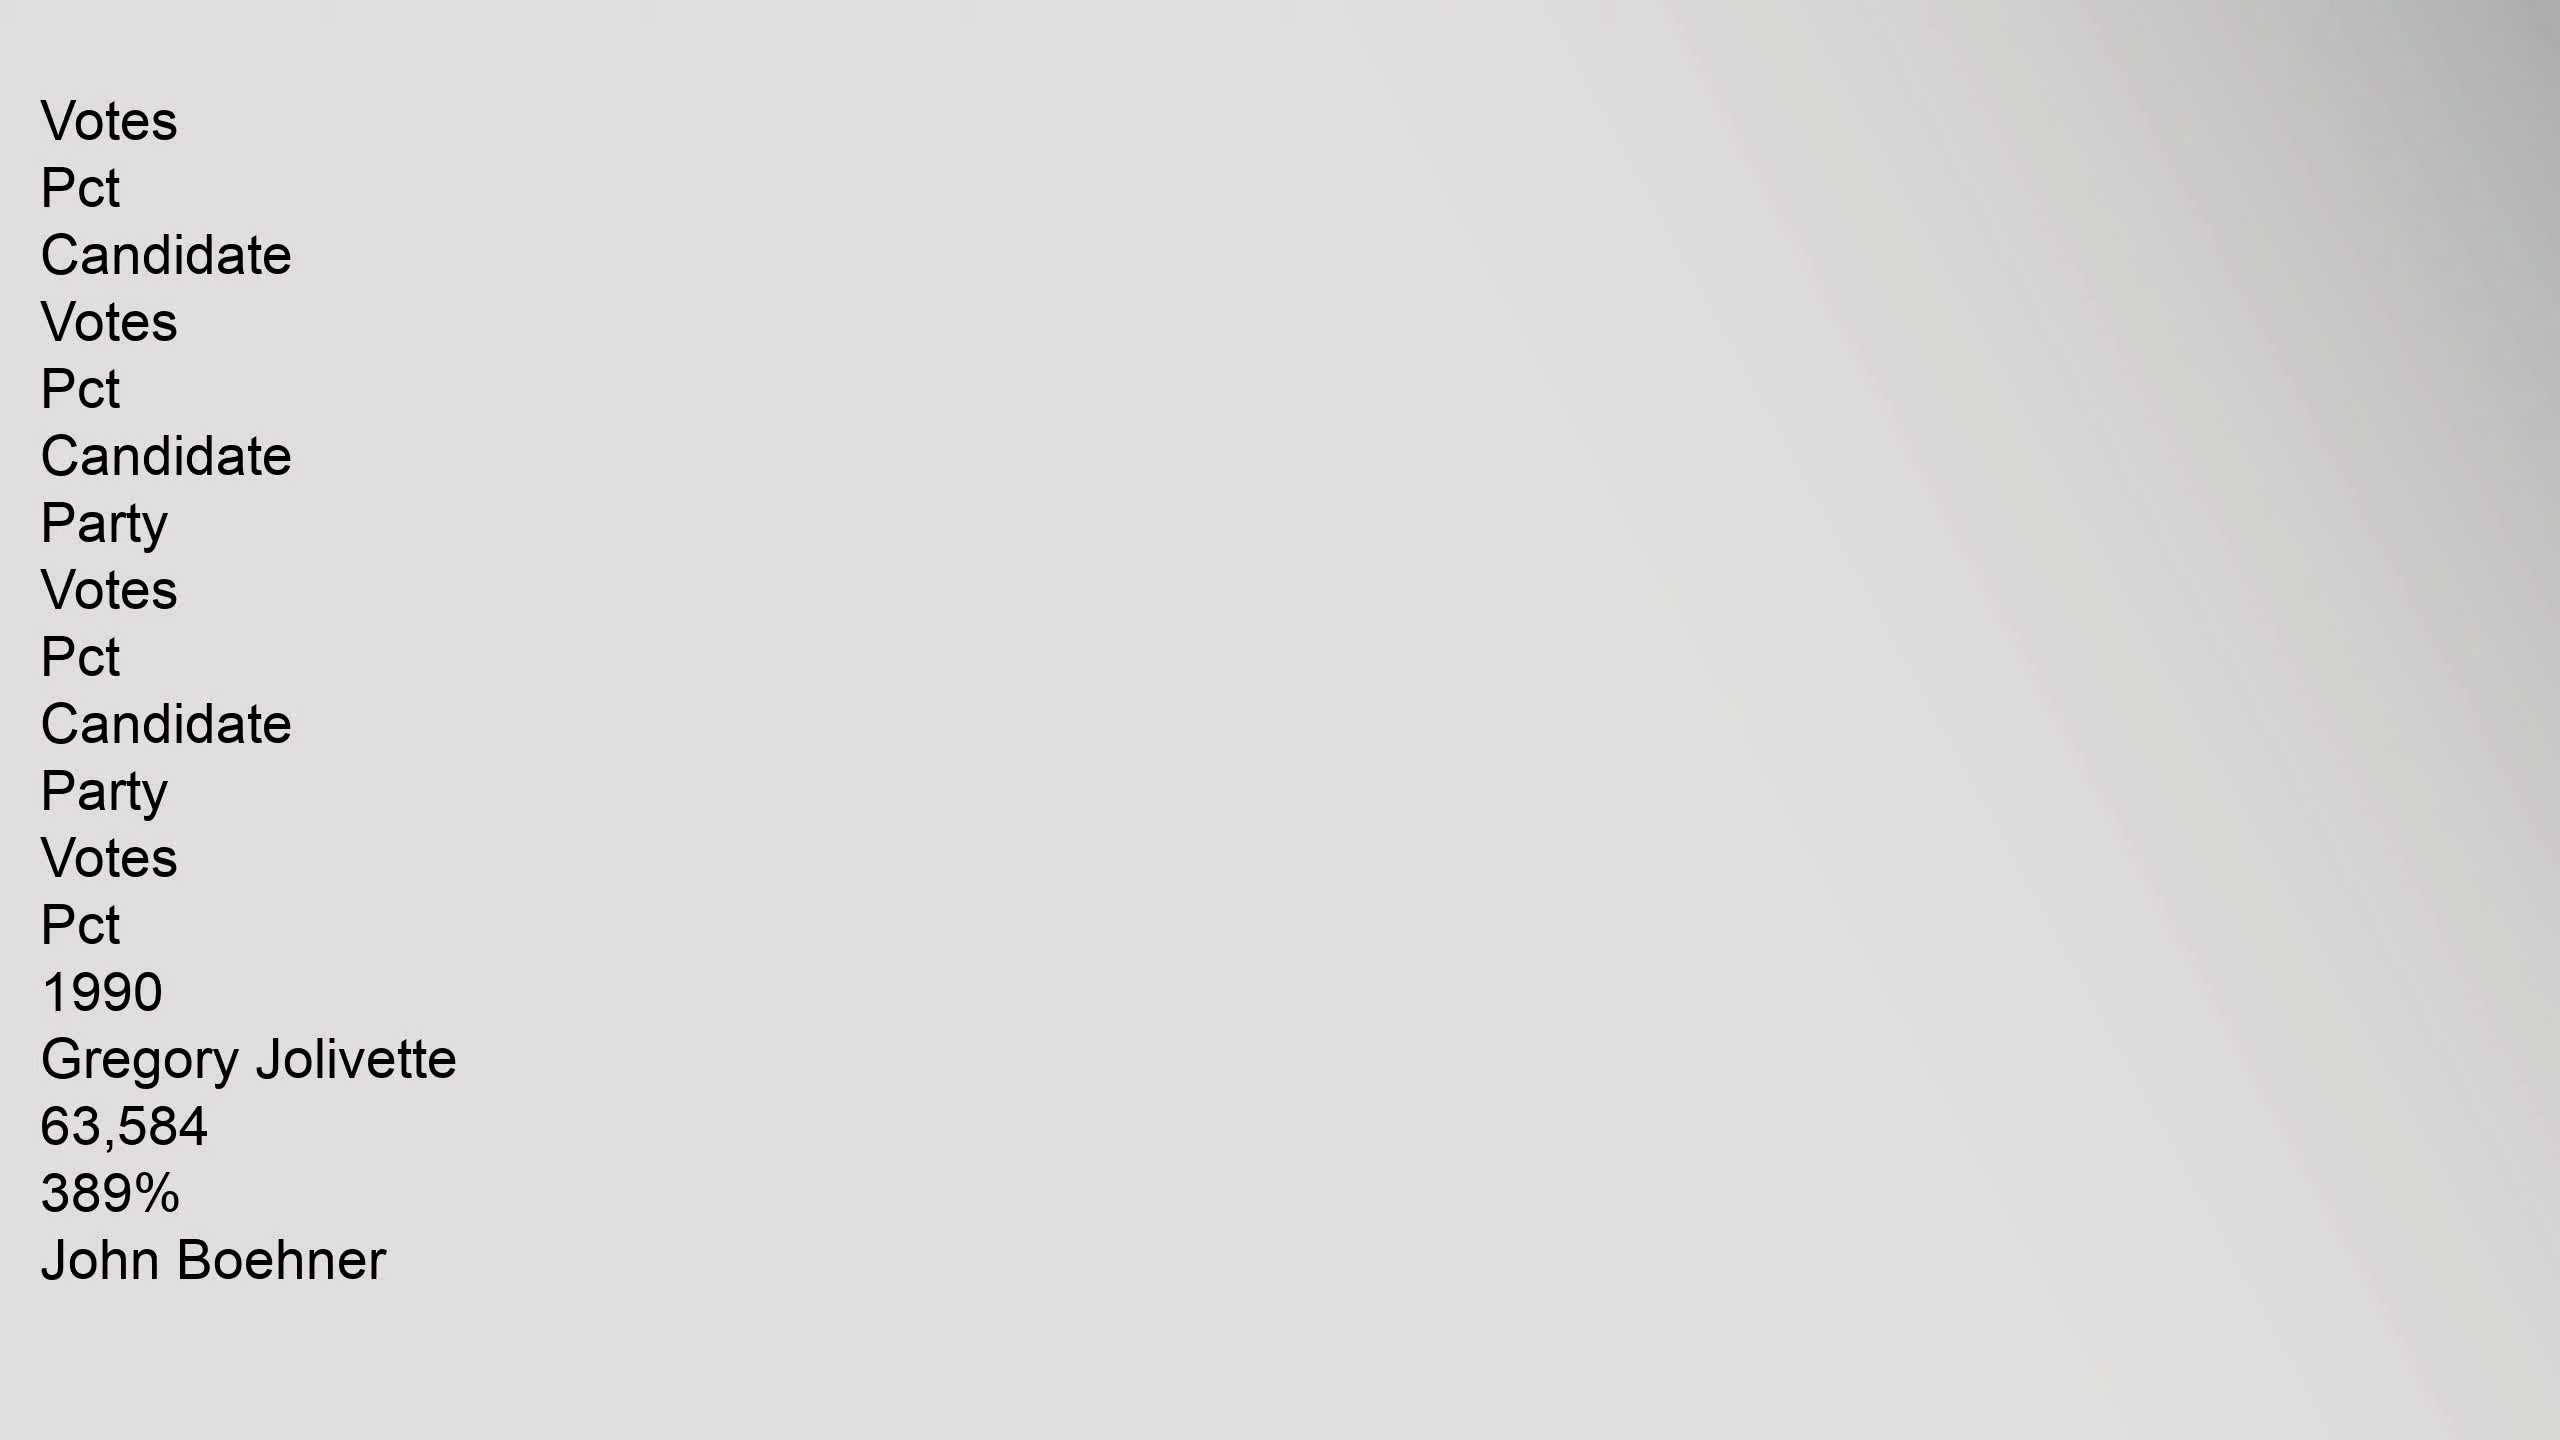 Votes
Pct
Candidate
Votes
Pct
Candidate
Party
Votes
Pct
Candidate
Party
Votes
Pct
1990
Gregory Jolivette
63,584
389%
John Boehner